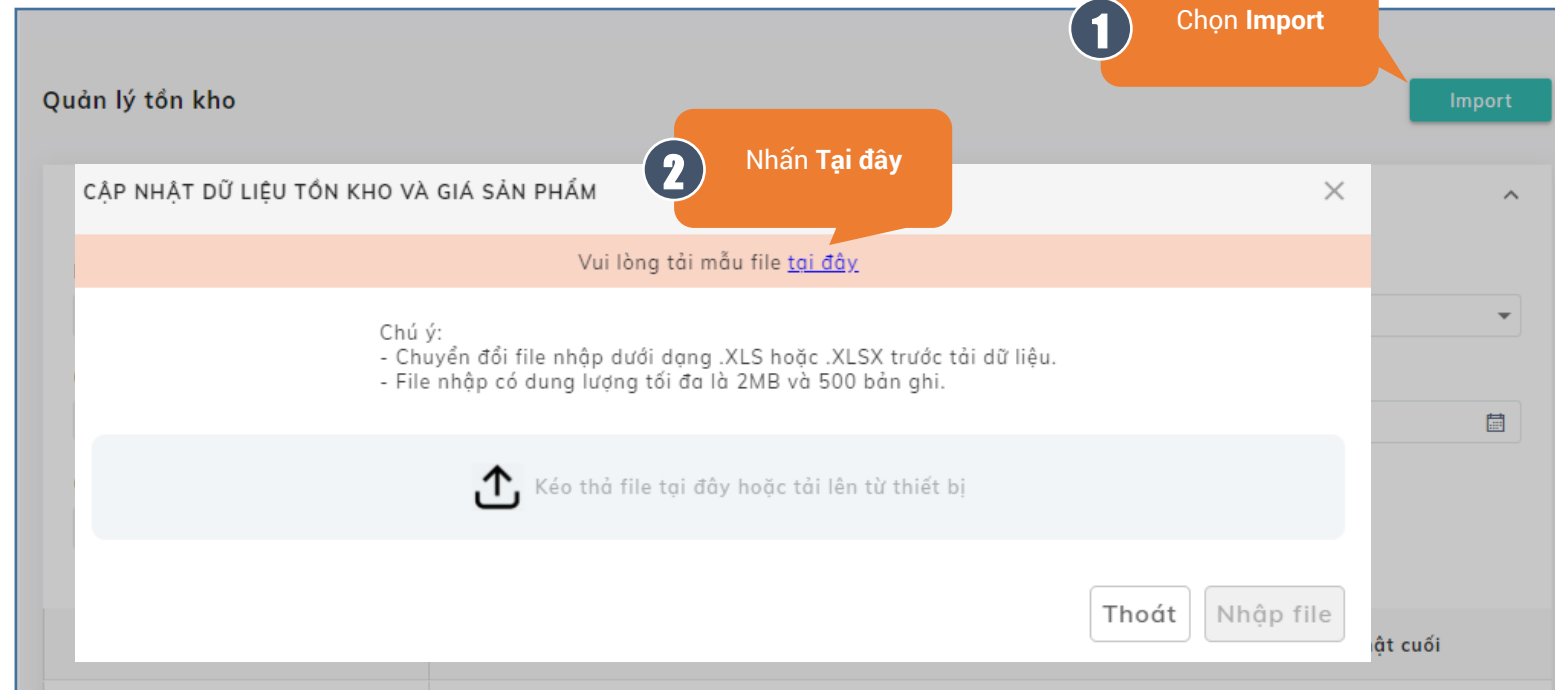 1
Chọn Import
Quản lý tồn kho
Import
2
Nhấn Tại đây
CẬP NHẬT DỮ LIỆU TỒN KHO VÀ GIÁ SẢN PHẨM
Vui lòng tải mẫu file tại đây
Chú ý:
- Chuyển đổi file nhập dưới dạng .XLS hoặc .XLSX trước tải dữ liệu.
- File nhập có dung lượng tối đa là 2MB và 500 bản ghi.
Kéo thả file tại đây hoặc tải lên từ thiết bị
Thoát
Nhập file
cuối